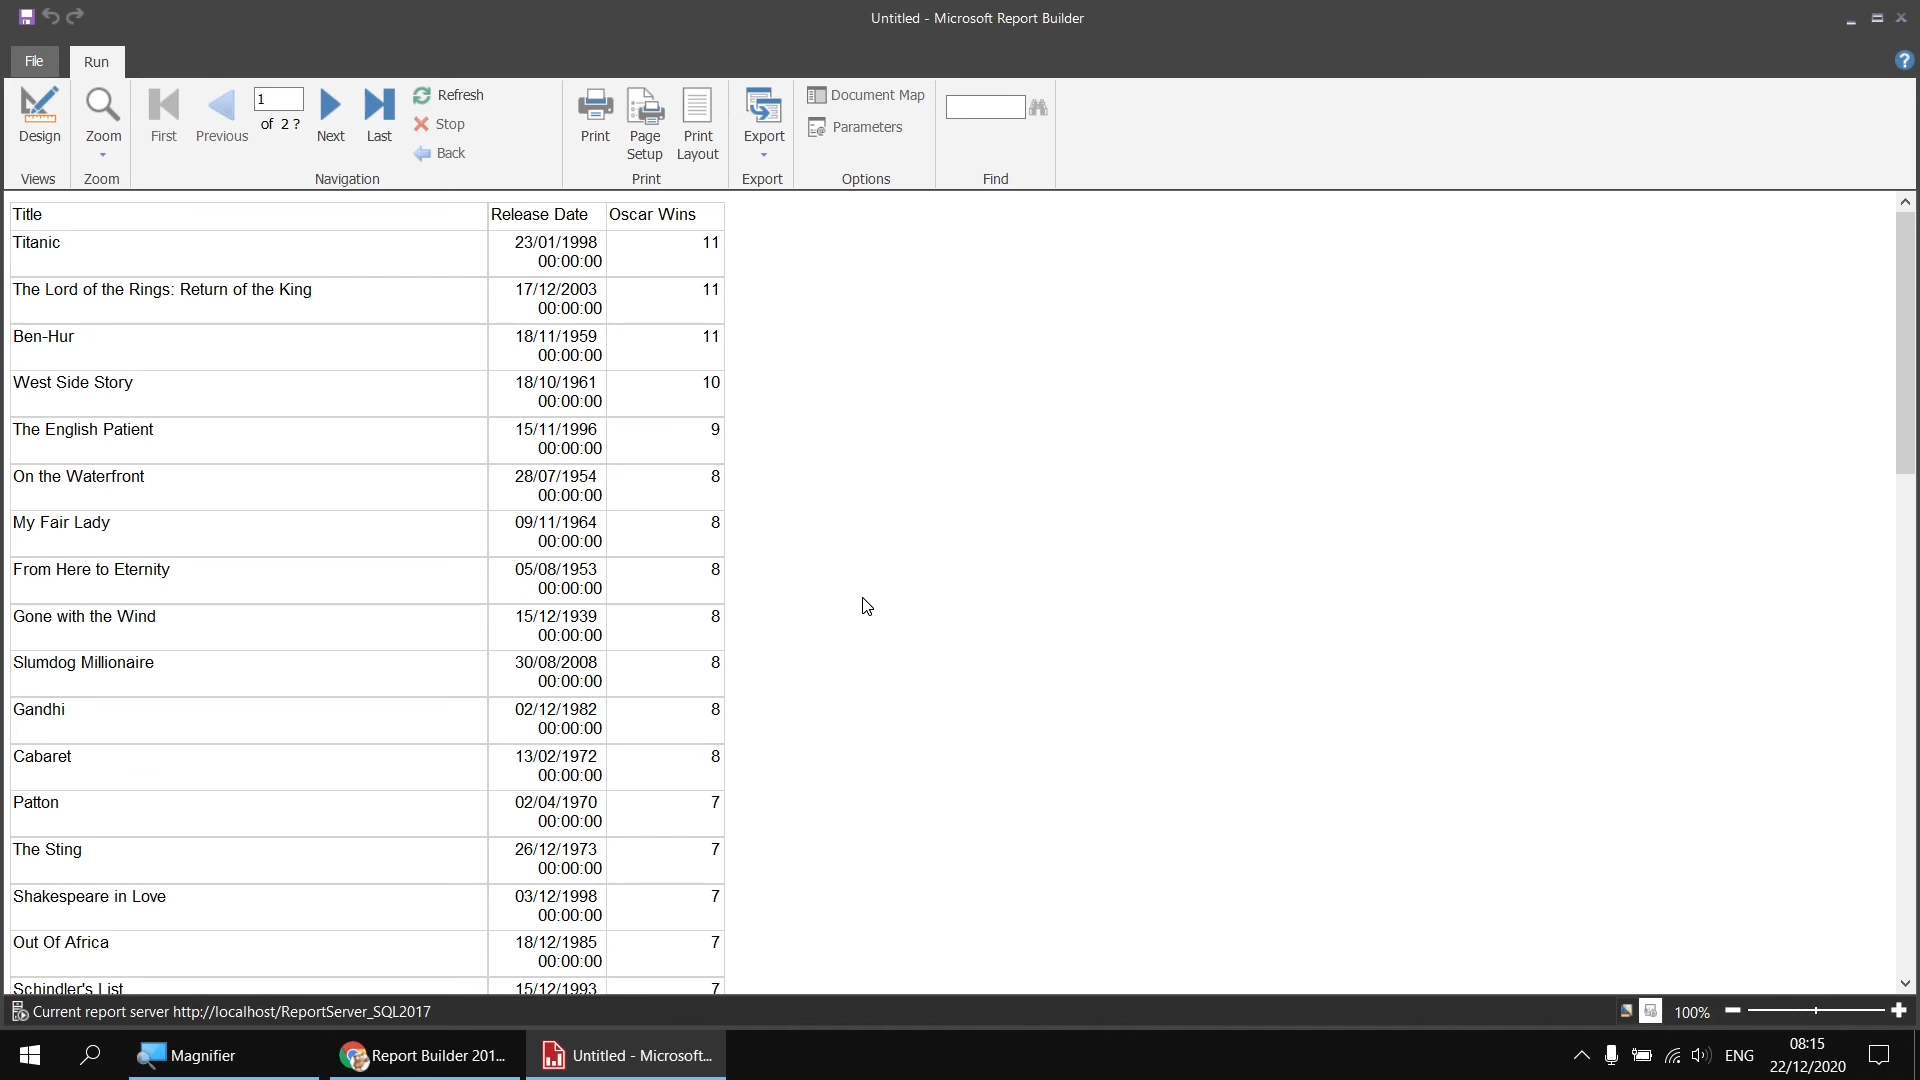 Untitled - Microsoft Report Builder
File
Run
?
Design
Zoom
First
Previous
1
of 2 ?
Next
Last
Refresh
Stop
Back
Print
Page Setup
Print Layout
Export
Document Map
Parameters
Views
Zoom
Navigation
Print
Export
Options
Find
Title Release Date Oscar Wins
Titanic 23/01/1998 11
00:00:00
The Lord of the Rings: Return of the King 17/12/2003 11
00:00:00
Ben-Hur 18/11/1959 11
00:00:00
West Side Story 18/10/1961 10
00:00:00
The English Patient 15/11/1996 9
00:00:00
On the Waterfront 28/07/1954 8
00:00:00
My Fair Lady 09/11/1964 8
00:00:00
From Here to Eternity 05/08/1953 8
00:00:00
Gone with the Wind 15/12/1939 8
00:00:00
Slumdog Millionaire 30/08/2008 8
00:00:00
Gandhi 02/12/1982 8
00:00:00
Cabaret 13/02/1972 8
00:00:00
Patton 02/04/1970 7
00:00:00
The Sting 26/12/1973 7
00:00:00
Shakespeare in Love 03/12/1998 7
00:00:00
Out Of Africa 18/12/1985 7
00:00:00
Schindler's List 15/12/1993 7
Current report server http://localhost/ReportServer_SQL2017
100%
Magnifier
Report Builder 201...
Untitled - Microsoft...
ENG
08:15
22/12/2020